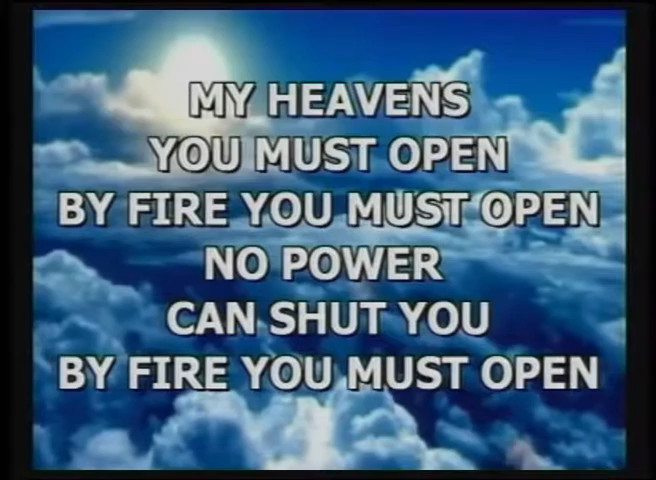 MY HEAVENS
YOU MUST OPEN
BY FIRE YOU MUST OPEN
NO POWER
CAN SHUT YOU
BY FIRE YOU MUST OPEN